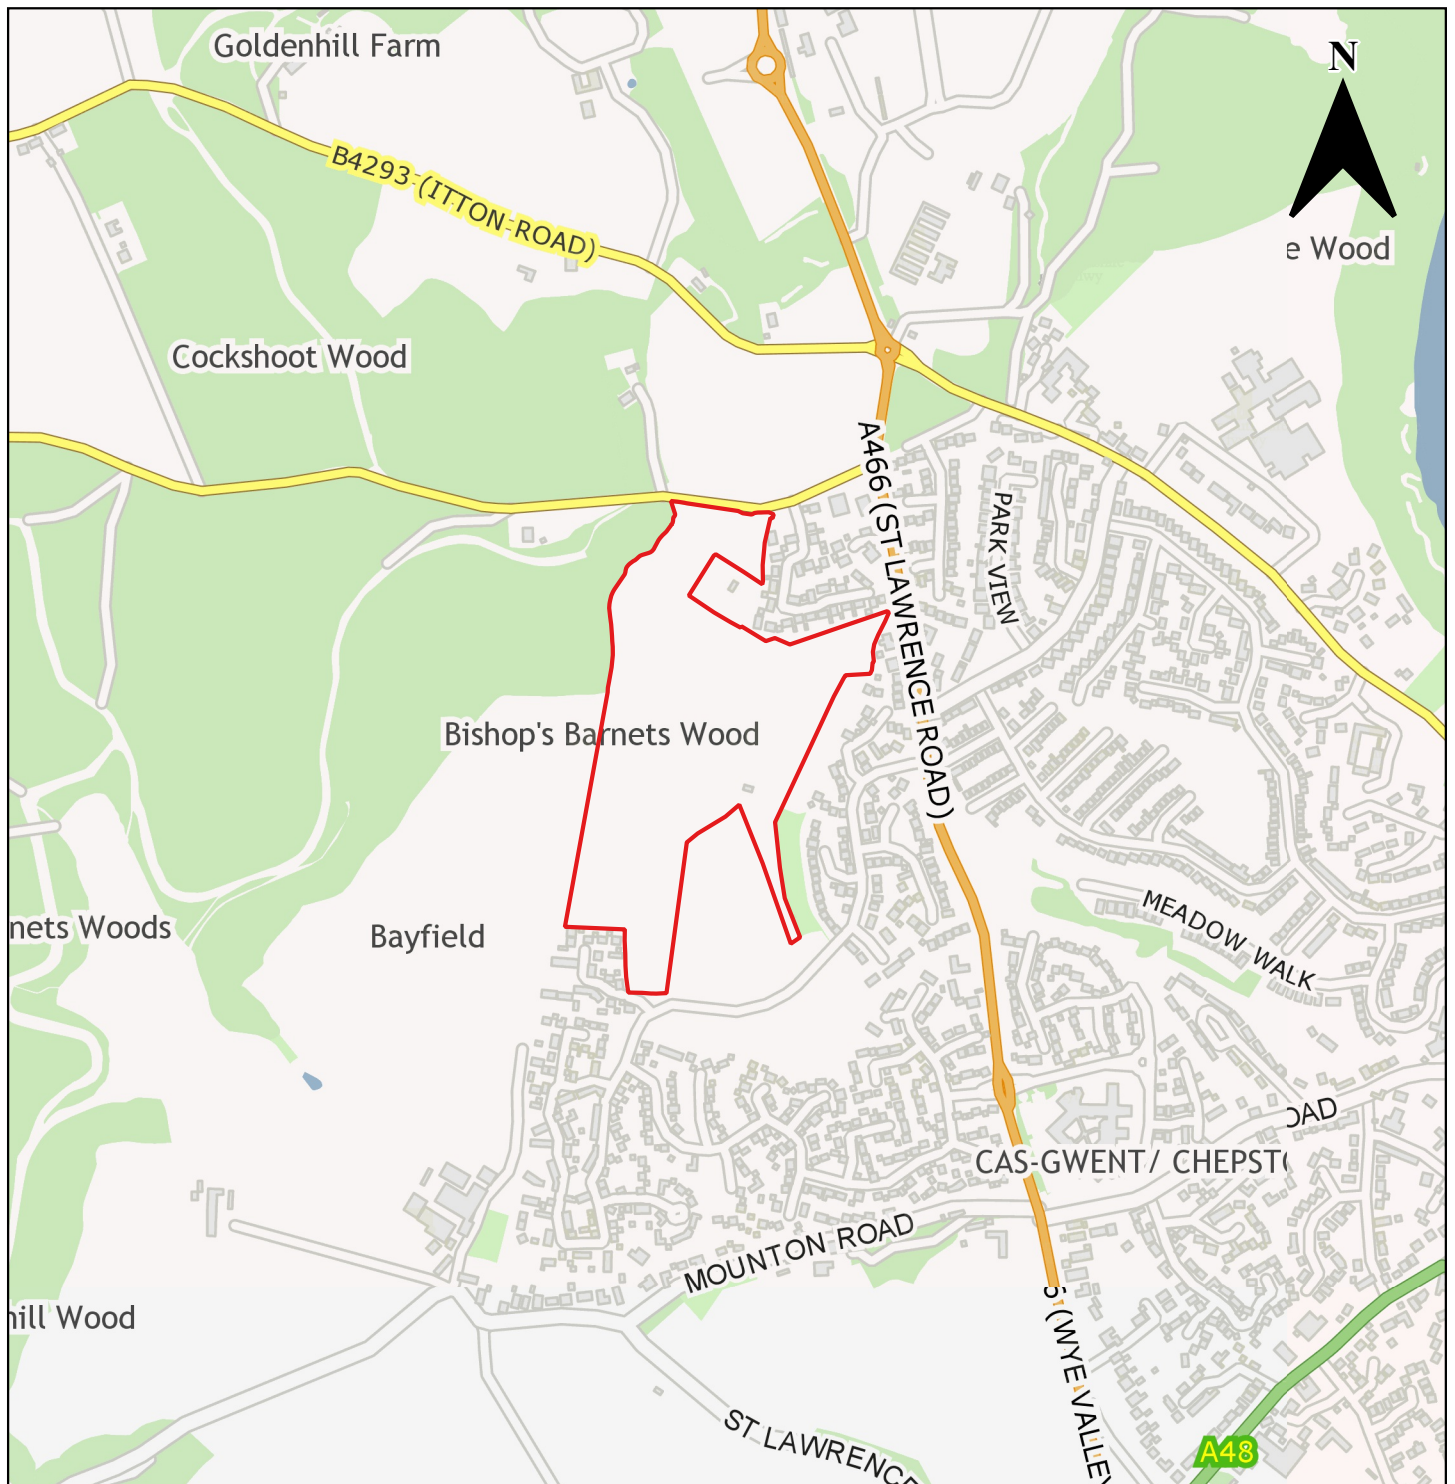 Goldenhill Farm
N
B4293 (ITTON ROAD)
e Wood
Cockshoot Wood
A466 (ST LAWRENCE ROAD)
PARK VIEW
Bishop's Barnets Wood
MEADOW WALK
nets Woods
Bayfield
OAD
CAS-GWENT / CHEPST
MOUNTON ROAD
hill Wood
6 (WYE VALLEY
ST LAWRENCE
A48